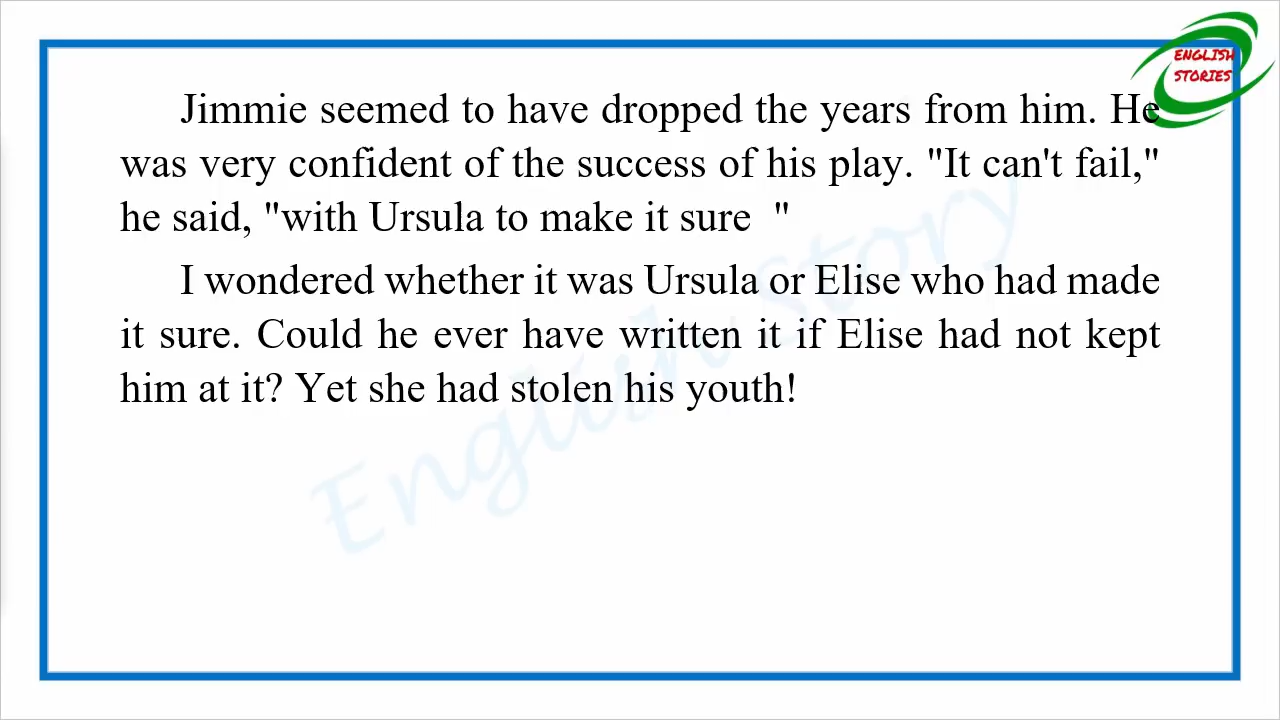 ENGLISH
STORIES
Jimmie seemed to have dropped the years from him. He
was very confident of the success of his play. "It can't fail,"
he said, "with Ursula to make it sure  "
I wondered whether it was Ursula or Elise who had made
it sure. Could he ever have written it if Elise had not kept
him at it? Yet she had stolen his youth!
English Story